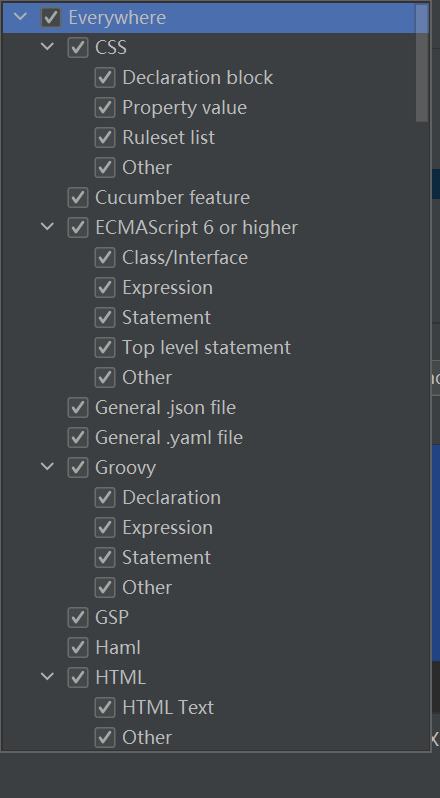 Everywhere
CSS
Declaration block
Property value
Ruleset list
Other
Cucumber feature
ECMAScript 6 or higher
Class/Interface
Expression
Statement
Top level statement
Other
General .json file
General .yaml file
Groovy
Declaration
Expression
Statement
Other
GSP
Haml
HTML
HTML Text
Other